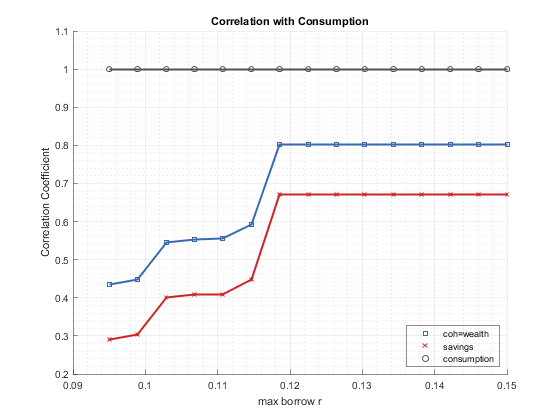 Correlation with Consumption
1.1
1
0.9
0.8
0.7
0.6
0.5
0.4
0.3
0.2
Correlation Coefficient
0.09
0.1
0.11
0.12
0.13
0.14
0.15
max borrow r
coh=wealth
savings
consumption